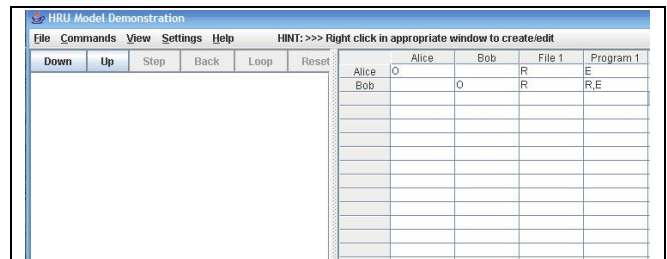 HRU Model Demonstration
File Commands View Settings Help HINT: >>> Right click in appropriate window to create/edit
Down Up Step Back Loop Reset
Alice Bob File 1 Program 1
Alice O R E
Bob O R R,E